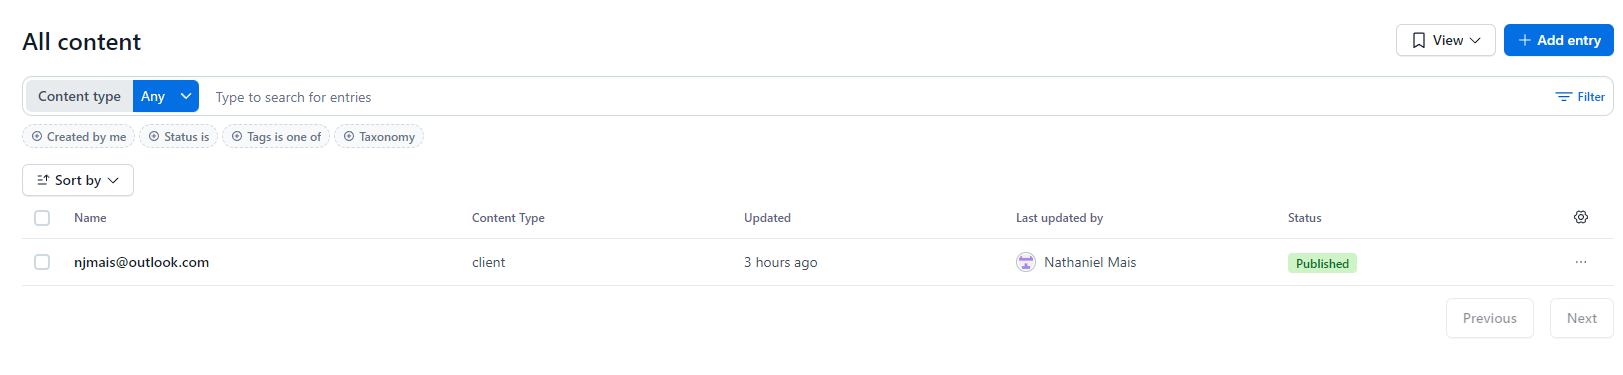 All content
View
Add entry
Content type Any Type to search for entries Filter
Created by me Status is Tags is one of Taxonomy
Sort by
Name Content Type Updated Last updated by Status
njmais@outlook.com client 3 hours ago Nathaniel Mais Published ...
Previous Next